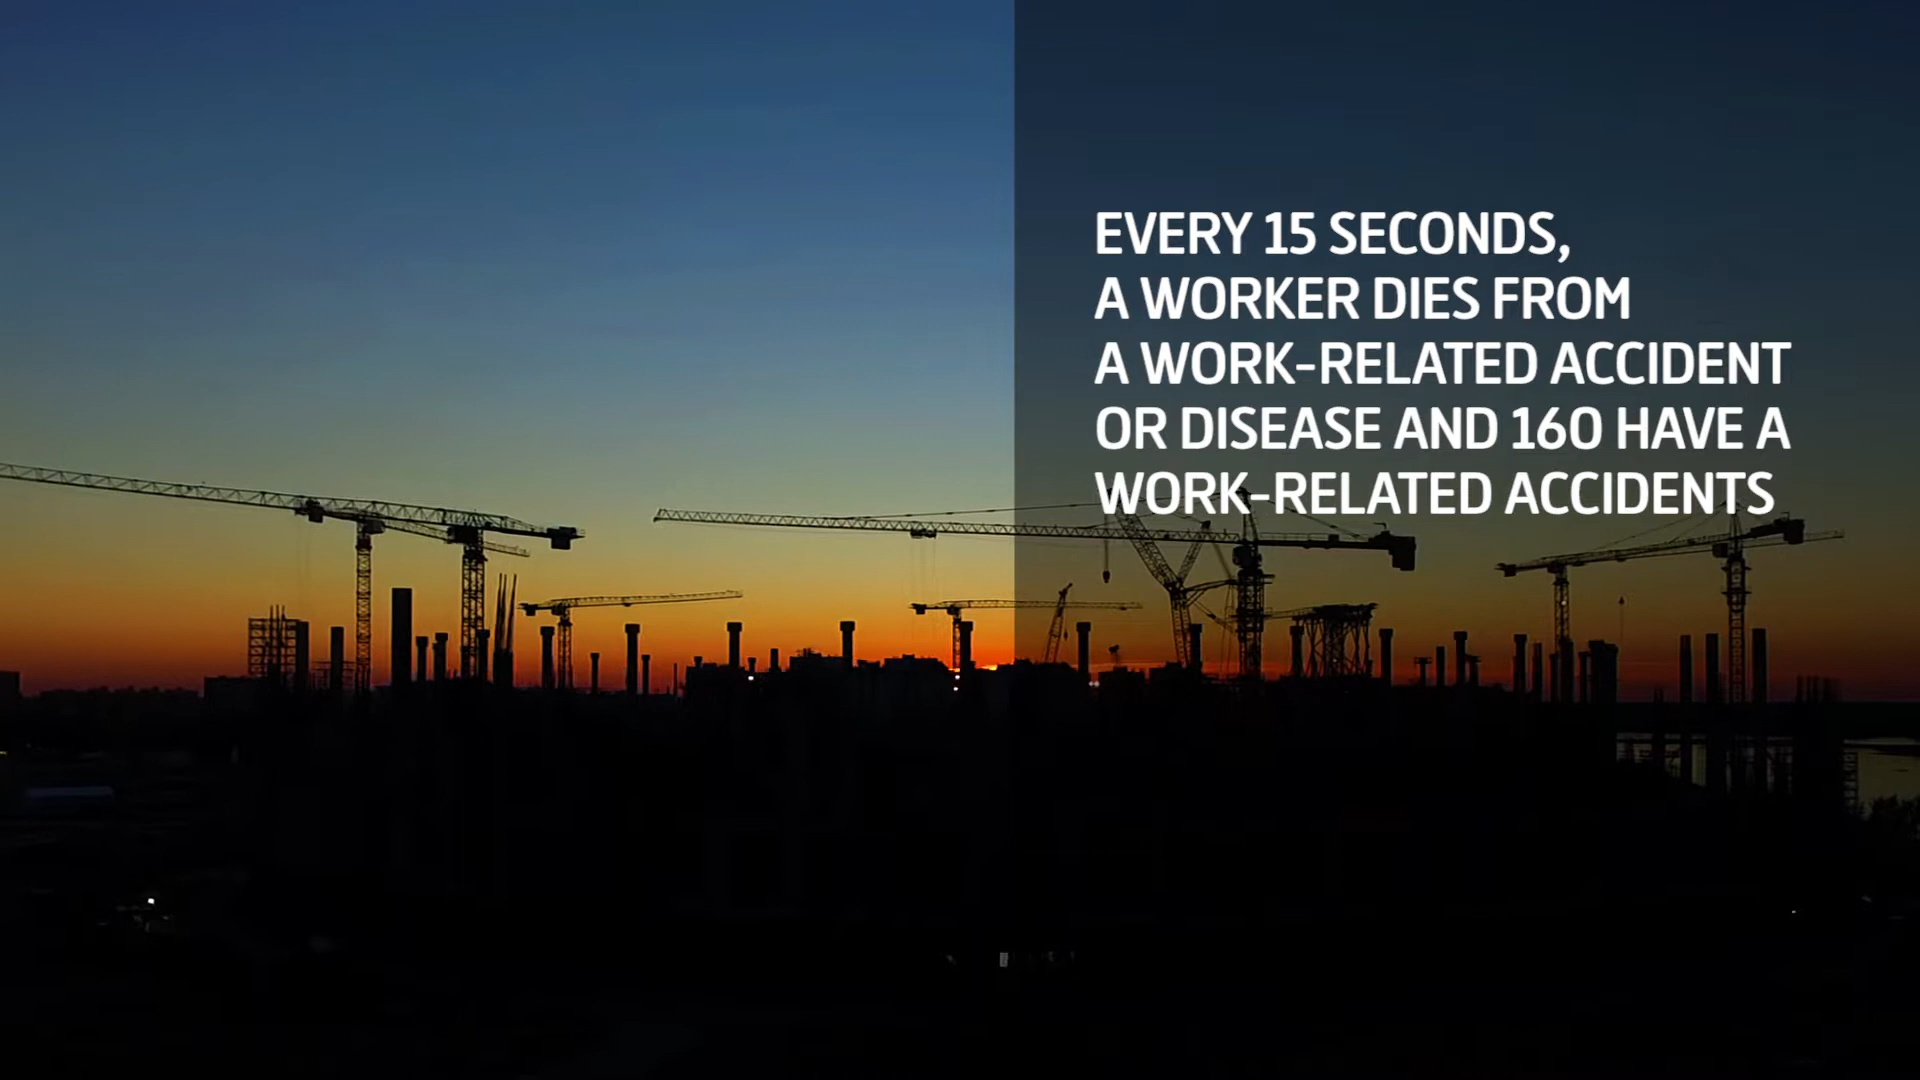 EVERY 15 SECONDS,
A WORKER DIES FROM
A WORK-RELATED ACCIDENT
OR DISEASE AND 160 HAVE A
WORK-RELATED ACCIDENTS